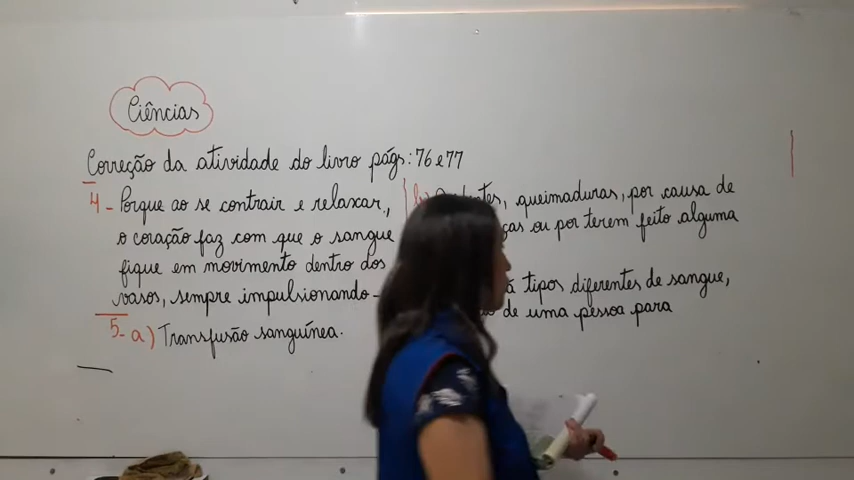 Ciências
Correção da atividade do livro págs: 76 e 77
4- Porque ao se contrair e relaxar,
o coração faz com que o sangue
fique em movimento dentro dos
vasos, sempre impulsionando-
5- a) Transfusão sanguínea.
queimaduras, por causa de
ou por terem feito alguma
tipos diferentes de sangue,
de uma pessoa para